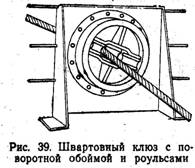 Рис. 39. Швартовный клюз с по-
воротной обоймой и роульсами